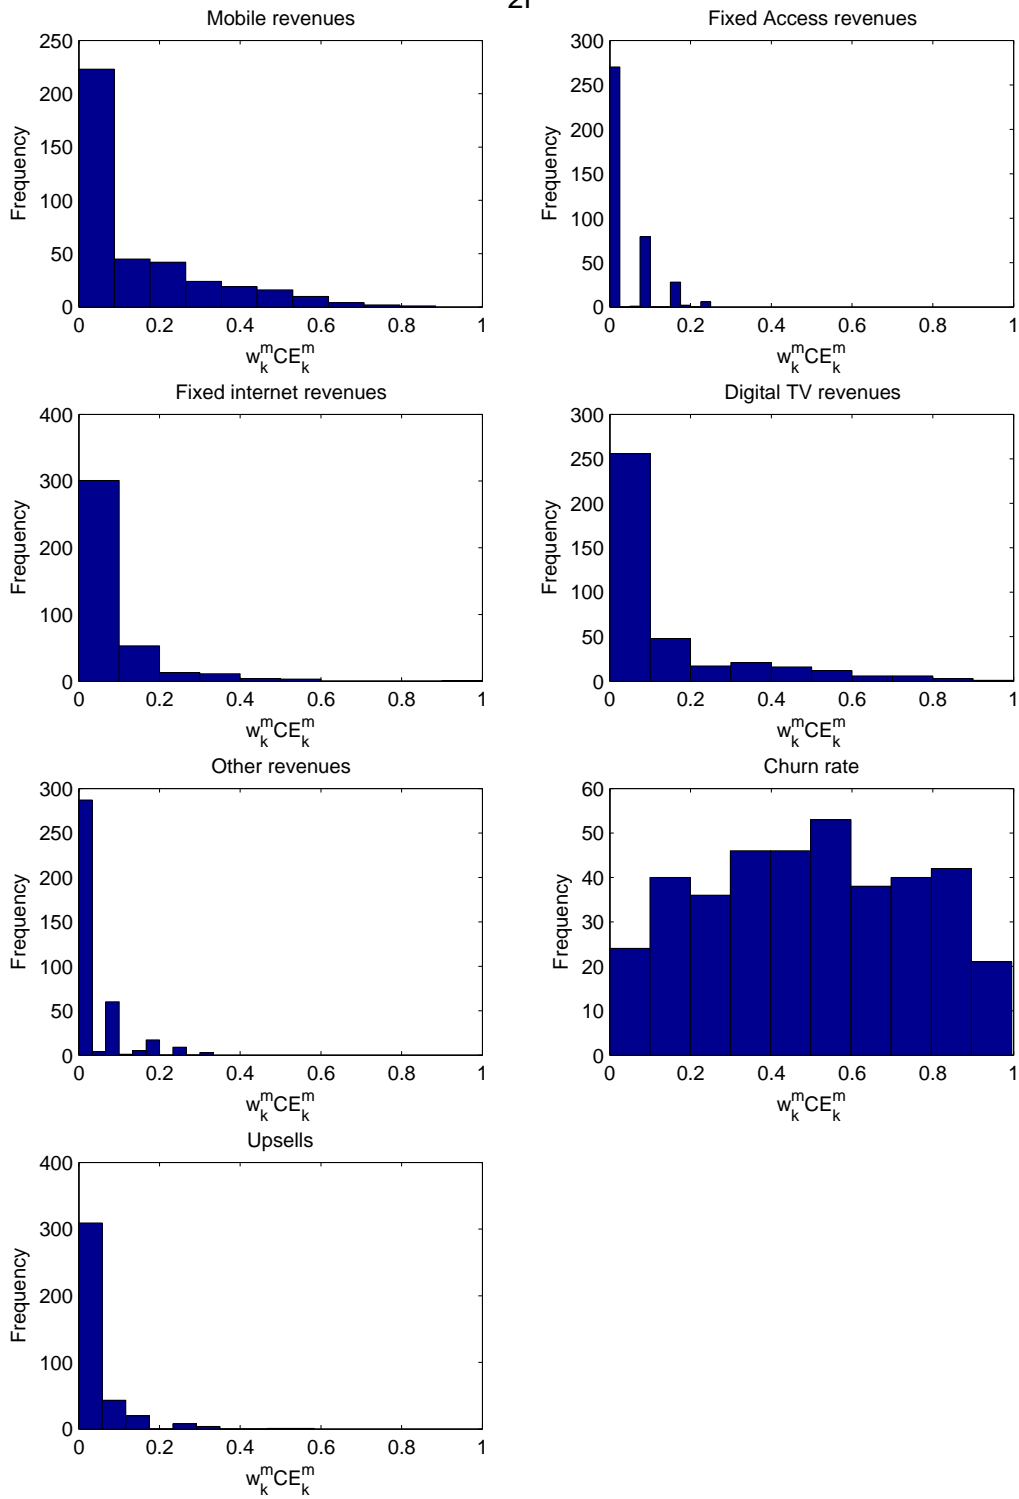 Mobile revenues
250
200
150
100
50
0
0 0.2 0.4 0.6 0.8 1
Frequency
w_k^m CE_k^m
Fixed Access revenues
300
250
200
150
100
50
0
0 0.2 0.4 0.6 0.8 1
Frequency
w_k^m CE_k^m
Fixed internet revenues
400
300
200
100
0
0 0.2 0.4 0.6 0.8 1
Frequency
w_k^m CE_k^m
Digital TV revenues
300
250
200
150
100
50
0
0 0.2 0.4 0.6 0.8 1
Frequency
w_k^m CE_k^m
Other revenues
300
250
200
150
100
50
0
0 0.2 0.4 0.6 0.8 1
Frequency
w_k^m CE_k^m
Churn rate
60
50
40
30
20
10
0
0 0.2 0.4 0.6 0.8 1
Frequency
w_k^m CE_k^m
Upsells
400
300
200
100
0
0 0.2 0.4 0.6 0.8 1
Frequency
w_k^m CE_k^m